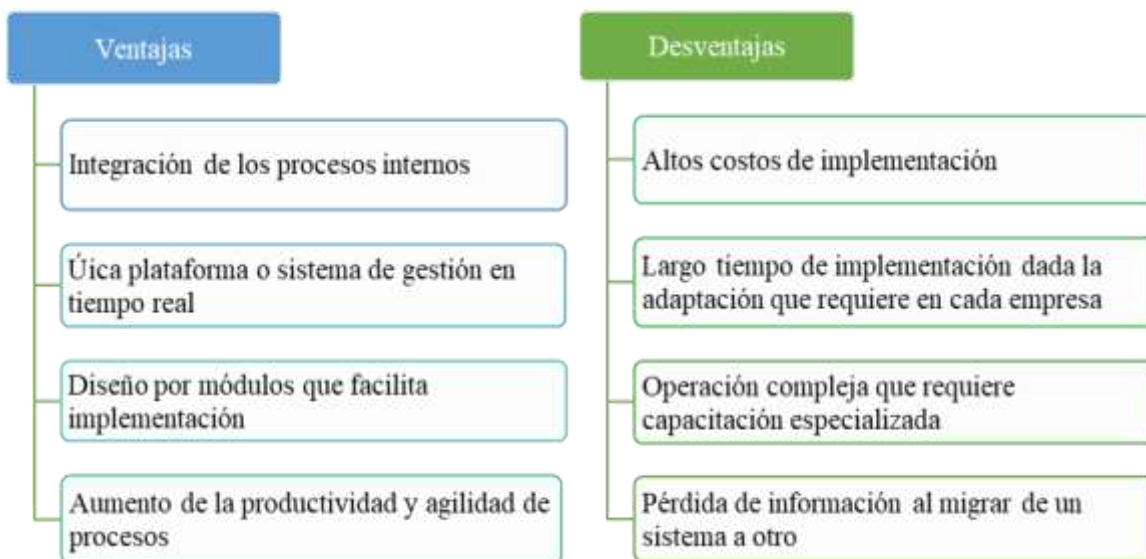 Ventajas
Integración de los procesos internos
Úica plataforma o sistema de gestión en
tiempo real
Diseño por módulos que facilita
implementación
Aumento de la productividad y agilidad de
procesos
Desventajas
Altos costos de implementación
Largo tiempo de implementación dada la
adaptación que requiere en cada empresa
Operación compleja que requiere
capacitación especializada
Pérdida de información al migrar de un
sistema a otro